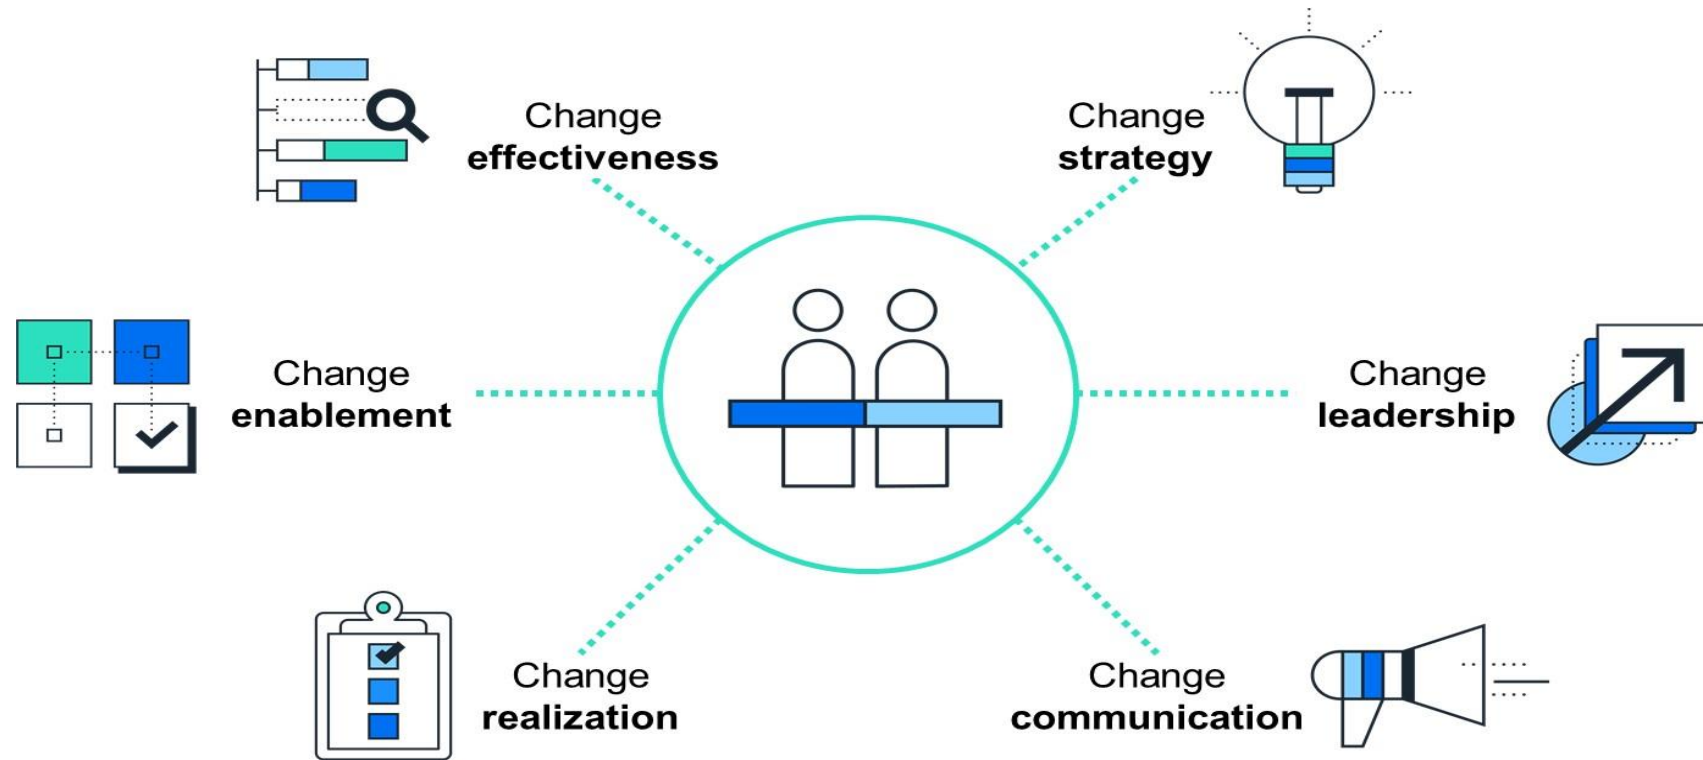 Change
effectiveness
Change
strategy
Change
enablement
Change
leadership
Change
realization
Change
communication